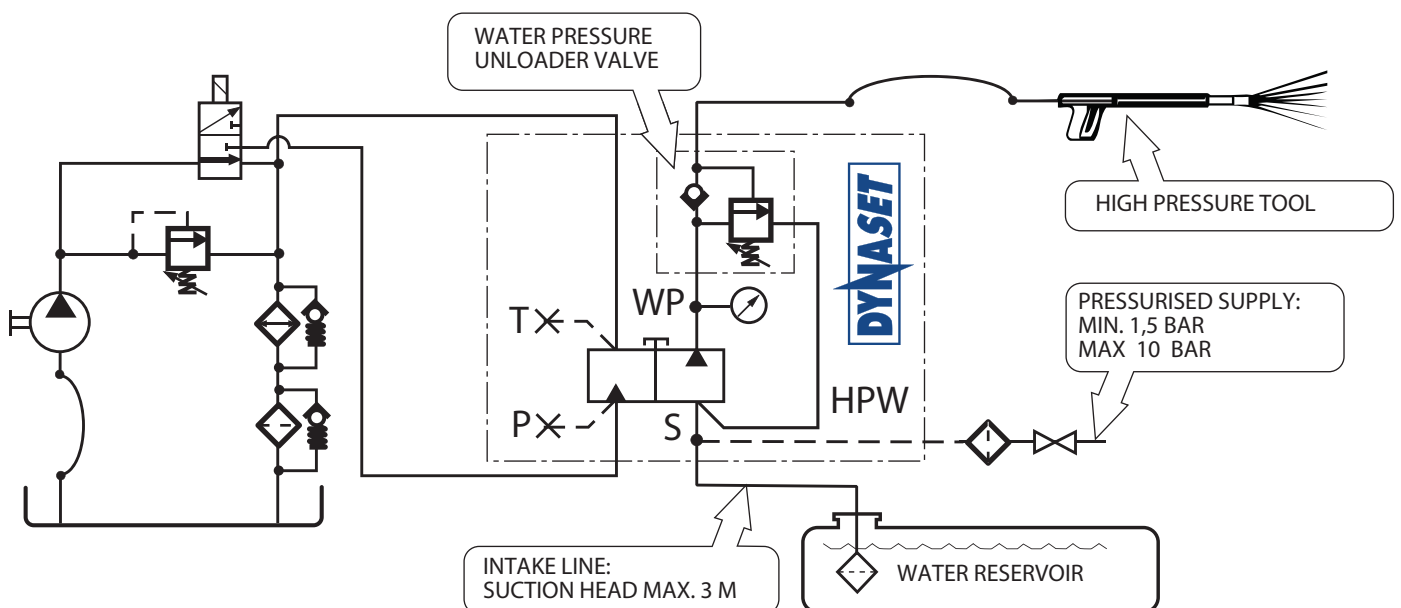 WATER PRESSURE
UNLOADER VALVE
HIGH PRESSURE TOOL
DYNASET
PRESSURISED SUPPLY:
MIN. 1,5 BAR
MAX 10 BAR
WP
T
P
S
HPW
INTAKE LINE:
SUCTION HEAD MAX. 3 M
WATER RESERVOIR